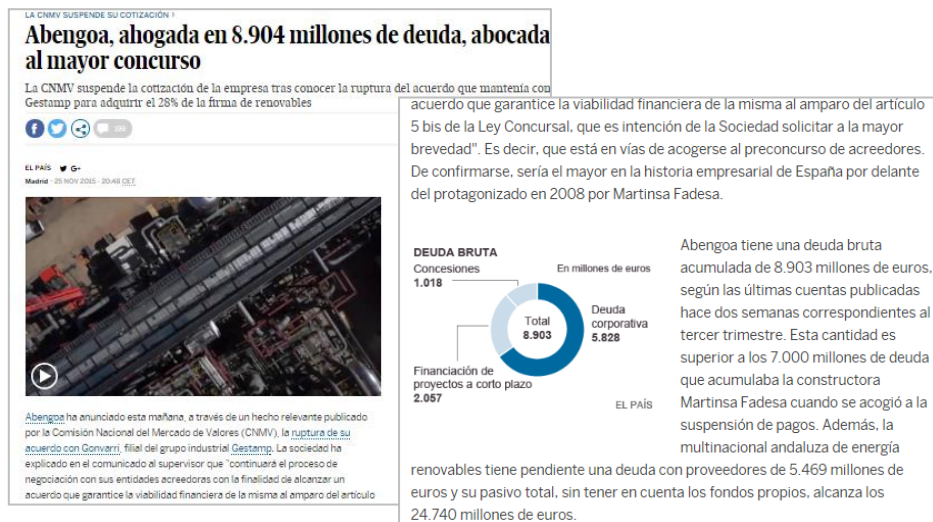 LA CNMV SUSPENDE SU COTIZACIÓN ›
Abengoa, ahogada en 8.904 millones de deuda, abocada
al mayor concurso
La CNMV suspende la cotización de la empresa tras conocer la ruptura del acuerdo que mantenía con
Gestamp para adquirir el 28% de la firma de renovables
EL PAÍS
Madrid - 25 NOV 2015 - 20:48 CET
Abengoa ha anunciado esta mañana, a través de un hecho relevante publicado
por la Comisión Nacional del Mercado de Valores (CNMV), la ruptura de su
acuerdo con Gonvarri, filial del grupo industrial Gestamp. La sociedad ha
explicado en el comunicado al supervisor que "continuará el proceso de
negociación con sus entidades acreedoras con la finalidad de alcanzar un
acuerdo que garantice la viabilidad financiera de la misma al amparo del artículo
acuerdo que garantice la viabilidad financiera de la misma al amparo del artículo
5 bis de la Ley Concursal, que es intención de la Sociedad solicitar a la mayor
brevedad". Es decir, que está en vías de acogerse al preconcurso de acreedores.
De confirmarse, sería el mayor en la historia empresarial de España por delante
del protagonizado en 2008 por Martinsa Fadesa.
DEUDA BRUTA
En millones de euros
Concesiones
1.018
Total
8.903
Deuda
corporativa
5.828
Financiación de
proyectos a corto plazo
2.057
EL PAÍS
Abengoa tiene una deuda bruta
acumulada de 8.903 millones de euros,
según las últimas cuentas publicadas
hace dos semanas correspondientes al
tercer trimestre. Esta cantidad es
superior a los 7.000 millones de deuda
que acumulaba la constructora
Martinsa Fadesa cuando se acogió a la
suspensión de pagos. Además, la
multinacional andaluza de energía
renovables tiene pendiente una deuda con proveedores de 5.469 millones de
euros y su pasivo total, sin tener en cuenta los fondos propios, alcanza los
24.740 millones de euros.